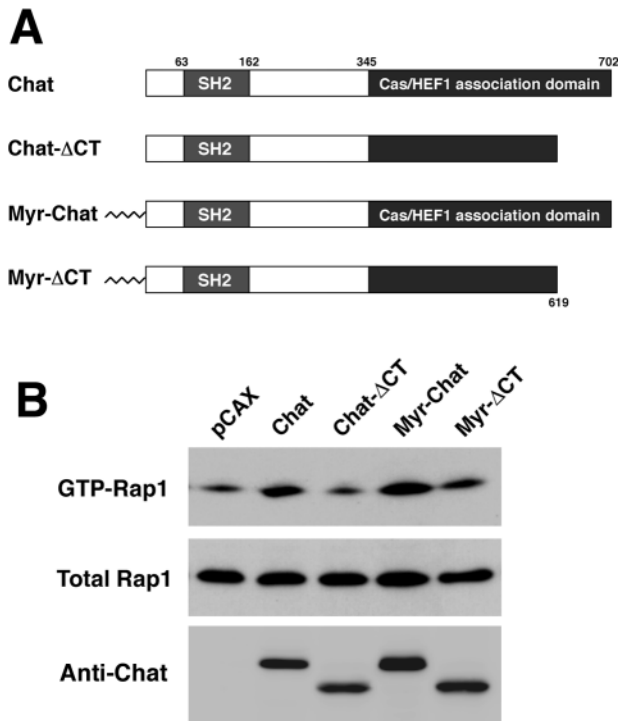 A
63 162 345 702
Chat SH2 Cas/HEF1 association domain
Chat-ΔCT SH2
Myr-Chat SH2 Cas/HEF1 association domain
Myr-ΔCT SH2
619
B
pCAX Chat Chat-ΔCT Myr-Chat Myr-ΔCT
GTP-Rap1
Total Rap1
Anti-Chat